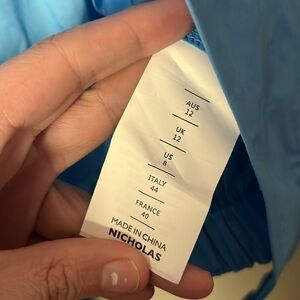 AUS
12
UK
12
US
8
ITALY
44
FRANCE
40
MADE IN CHINA
NICHOLAS